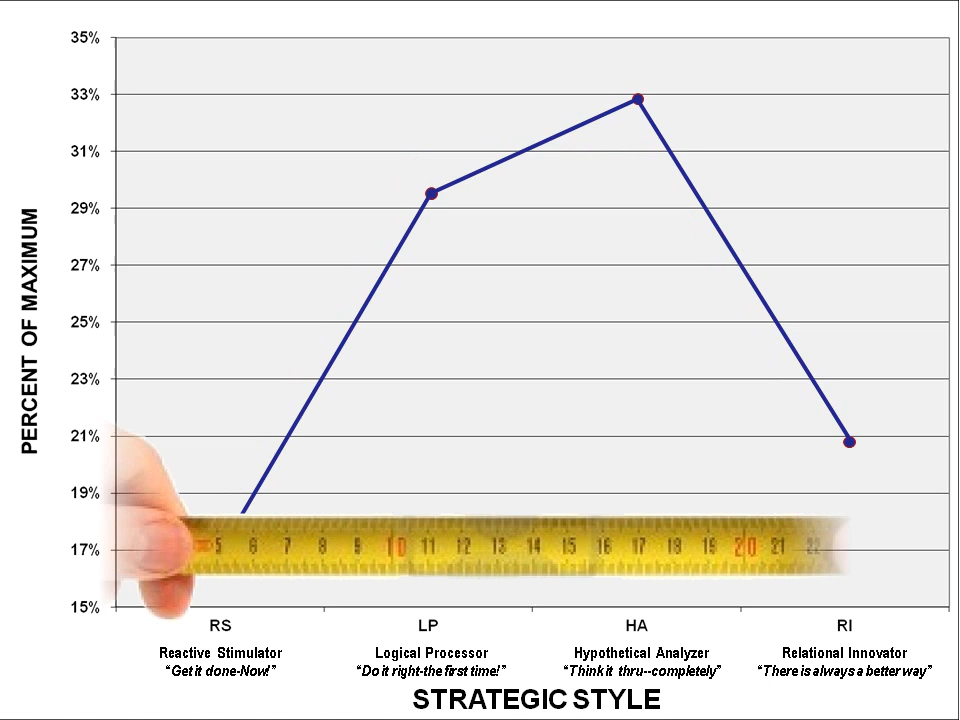 35%
33%
31%
29%
27%
25%
23%
21%
19%
17%
15%
PERCENT OF MAXIMUM
5 6 7 8 9 10 11 12 13 14 15 16 17 18 19 20 21 22
RS LP HA RI
Reactive Stimulator Logical Processor Hypothetical Analyzer Relational Innovator
“Get it done-Now!” “Do it right-the first time!” “Think it thru--completely” “There is always a better way”
STRATEGIC STYLE